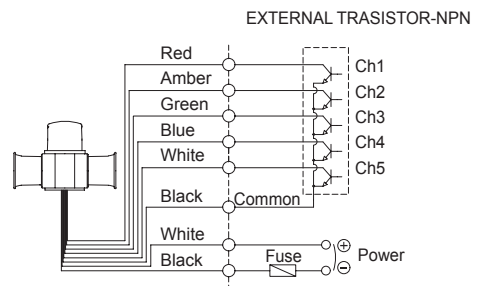 EXTERNAL TRASISTOR-NPN
Red
Ch1
Amber
Ch2
Green
Ch3
Blue
Ch4
White
Ch5
Black
Common
White
Fuse
⊕
Power
Black
⊖